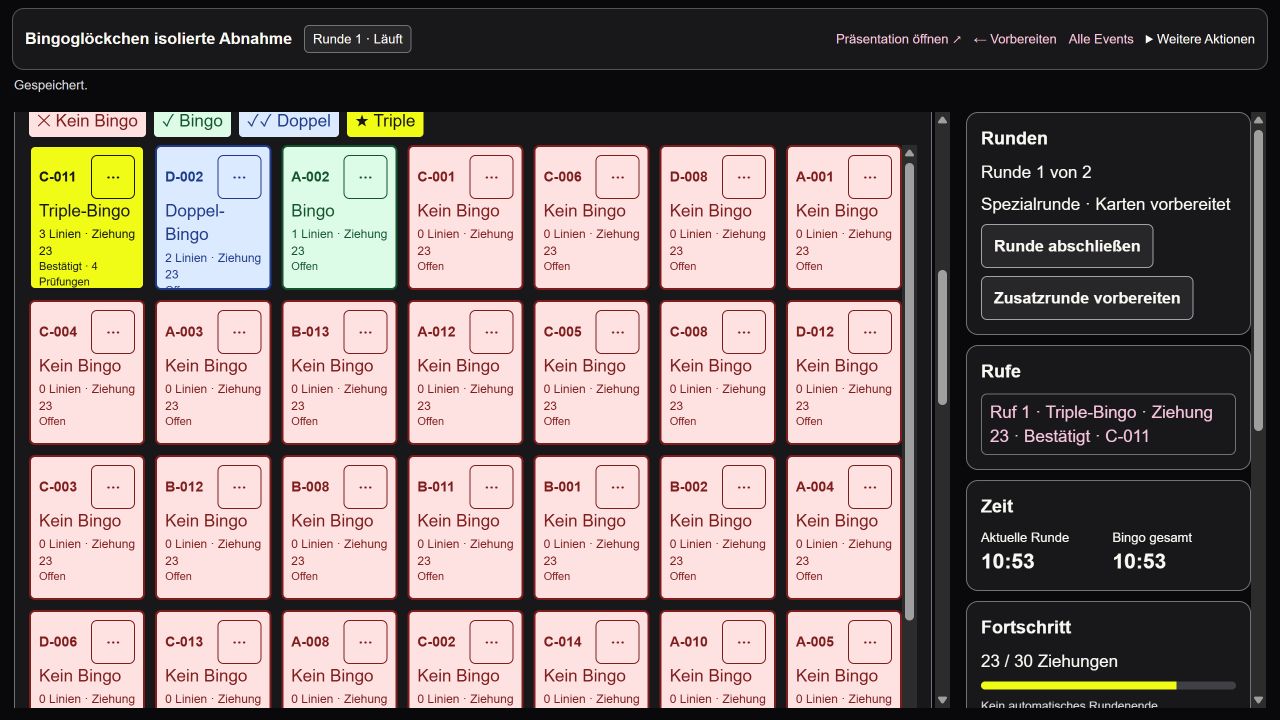 Bingoglöckchen isolierte Abnahme
Runde 1 · Läuft
Präsentation öffnen ↗
← Vorbereiten
Alle Events
▶ Weitere Aktionen
Gespeichert.
✕ Kein Bingo
✓ Bingo
✓✓ Doppel
★ Triple
C-011
...
Triple-Bingo
3 Linien · Ziehung
23
Bestätigt · 4
Prüfungen
D-002
...
Doppel-
Bingo
2 Linien · Ziehung
23
A-002
...
Bingo
1 Linien · Ziehung
23
Offen
C-001
...
Kein Bingo
0 Linien · Ziehung
23
Offen
C-006
...
Kein Bingo
0 Linien · Ziehung
23
Offen
D-008
...
Kein Bingo
0 Linien · Ziehung
23
Offen
A-001
...
Kein Bingo
0 Linien · Ziehung
23
Offen
C-004
...
Kein Bingo
0 Linien · Ziehung
23
Offen
A-003
...
Kein Bingo
0 Linien · Ziehung
23
Offen
B-013
...
Kein Bingo
0 Linien · Ziehung
23
Offen
A-012
...
Kein Bingo
0 Linien · Ziehung
23
Offen
C-005
...
Kein Bingo
0 Linien · Ziehung
23
Offen
C-008
...
Kein Bingo
0 Linien · Ziehung
23
Offen
D-012
...
Kein Bingo
0 Linien · Ziehung
23
Offen
C-003
...
Kein Bingo
0 Linien · Ziehung
23
Offen
B-012
...
Kein Bingo
0 Linien · Ziehung
23
Offen
B-008
...
Kein Bingo
0 Linien · Ziehung
23
Offen
B-011
...
Kein Bingo
0 Linien · Ziehung
23
Offen
B-001
...
Kein Bingo
0 Linien · Ziehung
23
Offen
B-002
...
Kein Bingo
0 Linien · Ziehung
23
Offen
A-004
...
Kein Bingo
0 Linien · Ziehung
23
Offen
D-006
...
Kein Bingo
0 Linien · Ziehung
C-013
...
Kein Bingo
0 Linien · Ziehung
A-008
...
Kein Bingo
0 Linien · Ziehung
C-002
...
Kein Bingo
0 Linien · Ziehung
C-014
...
Kein Bingo
0 Linien · Ziehung
A-010
...
Kein Bingo
0 Linien · Ziehung
A-005
...
Kein Bingo
0 Linien · Ziehung
Runden
Runde 1 von 2
Spezialrunde · Karten vorbereitet
Runde abschließen
Zusatzrunde vorbereiten
Rufe
Ruf 1 · Triple-Bingo · Ziehung
23 · Bestätigt · C-011
Zeit
Aktuelle Runde
10:53
Bingo gesamt
10:53
Fortschritt
23 / 30 Ziehungen
Kein automatisches Rundenende